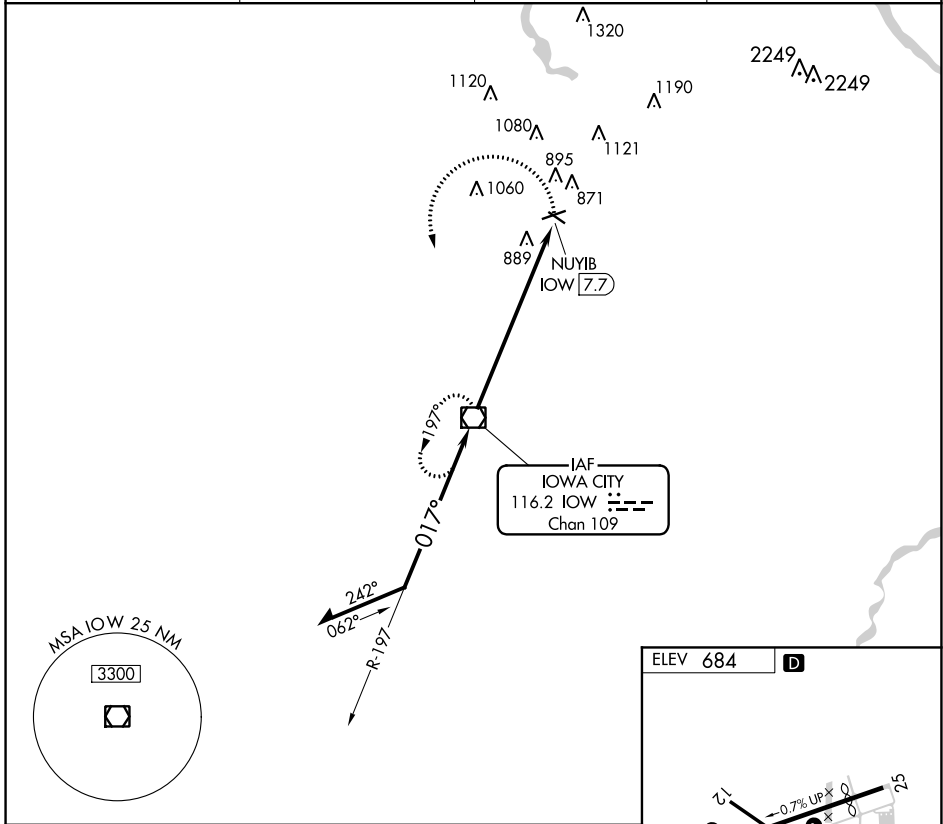 1320
2249
2249
1120
1190
1080
1121
895
1060
871
889
NUYIB
IOW 7.7
197°
IAF
IOWA CITY
116.2 IOW
Chan 109
017°
242°
062°
R-197
MSA IOW 25 NM
3300
ELEV 684
D
12
0.7% UP
25